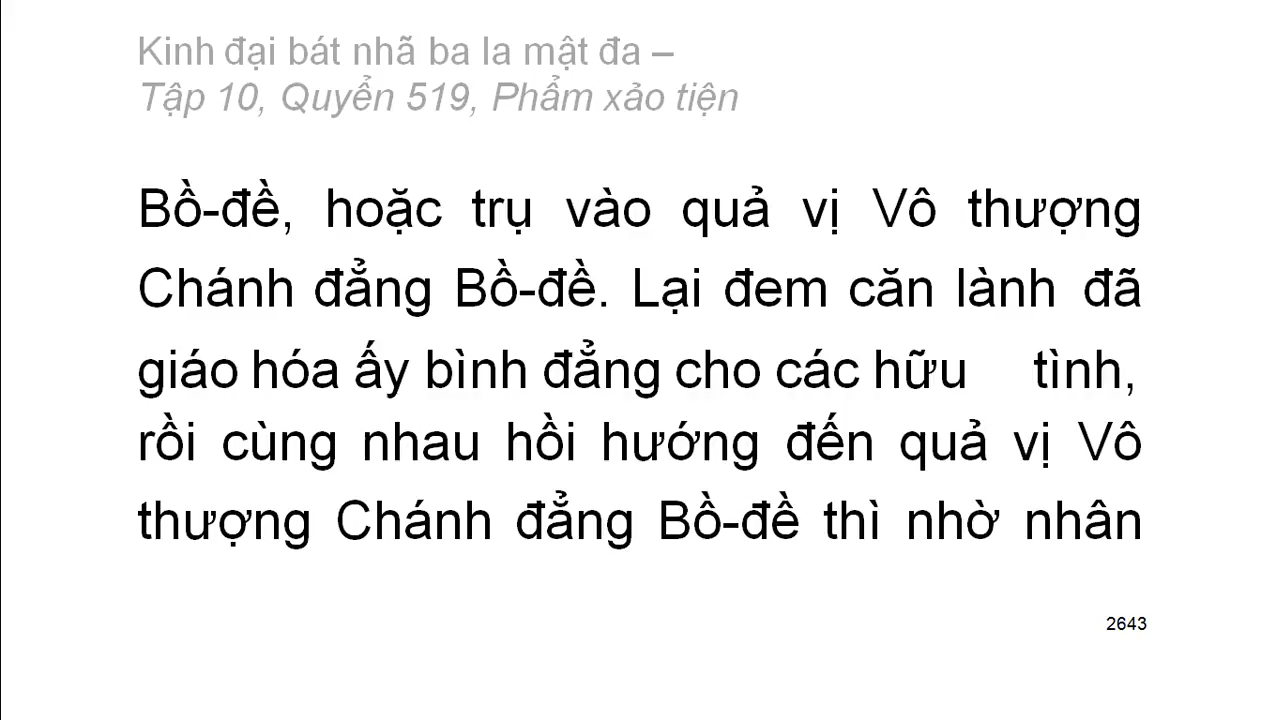 Kinh đại bát nhã ba la mật đa –
Tập 10, Quyển 519, Phẩm xảo tiện
Bồ-đề, hoặc trụ vào quả vị Vô thượng
Chánh đẳng Bồ-đề. Lại đem căn lành đã
giáo hóa ấy bình đẳng cho các hữu tình,
rồi cùng nhau hồi hướng đến quả vị Vô
thượng Chánh đẳng Bồ-đề thì nhờ nhân
2643